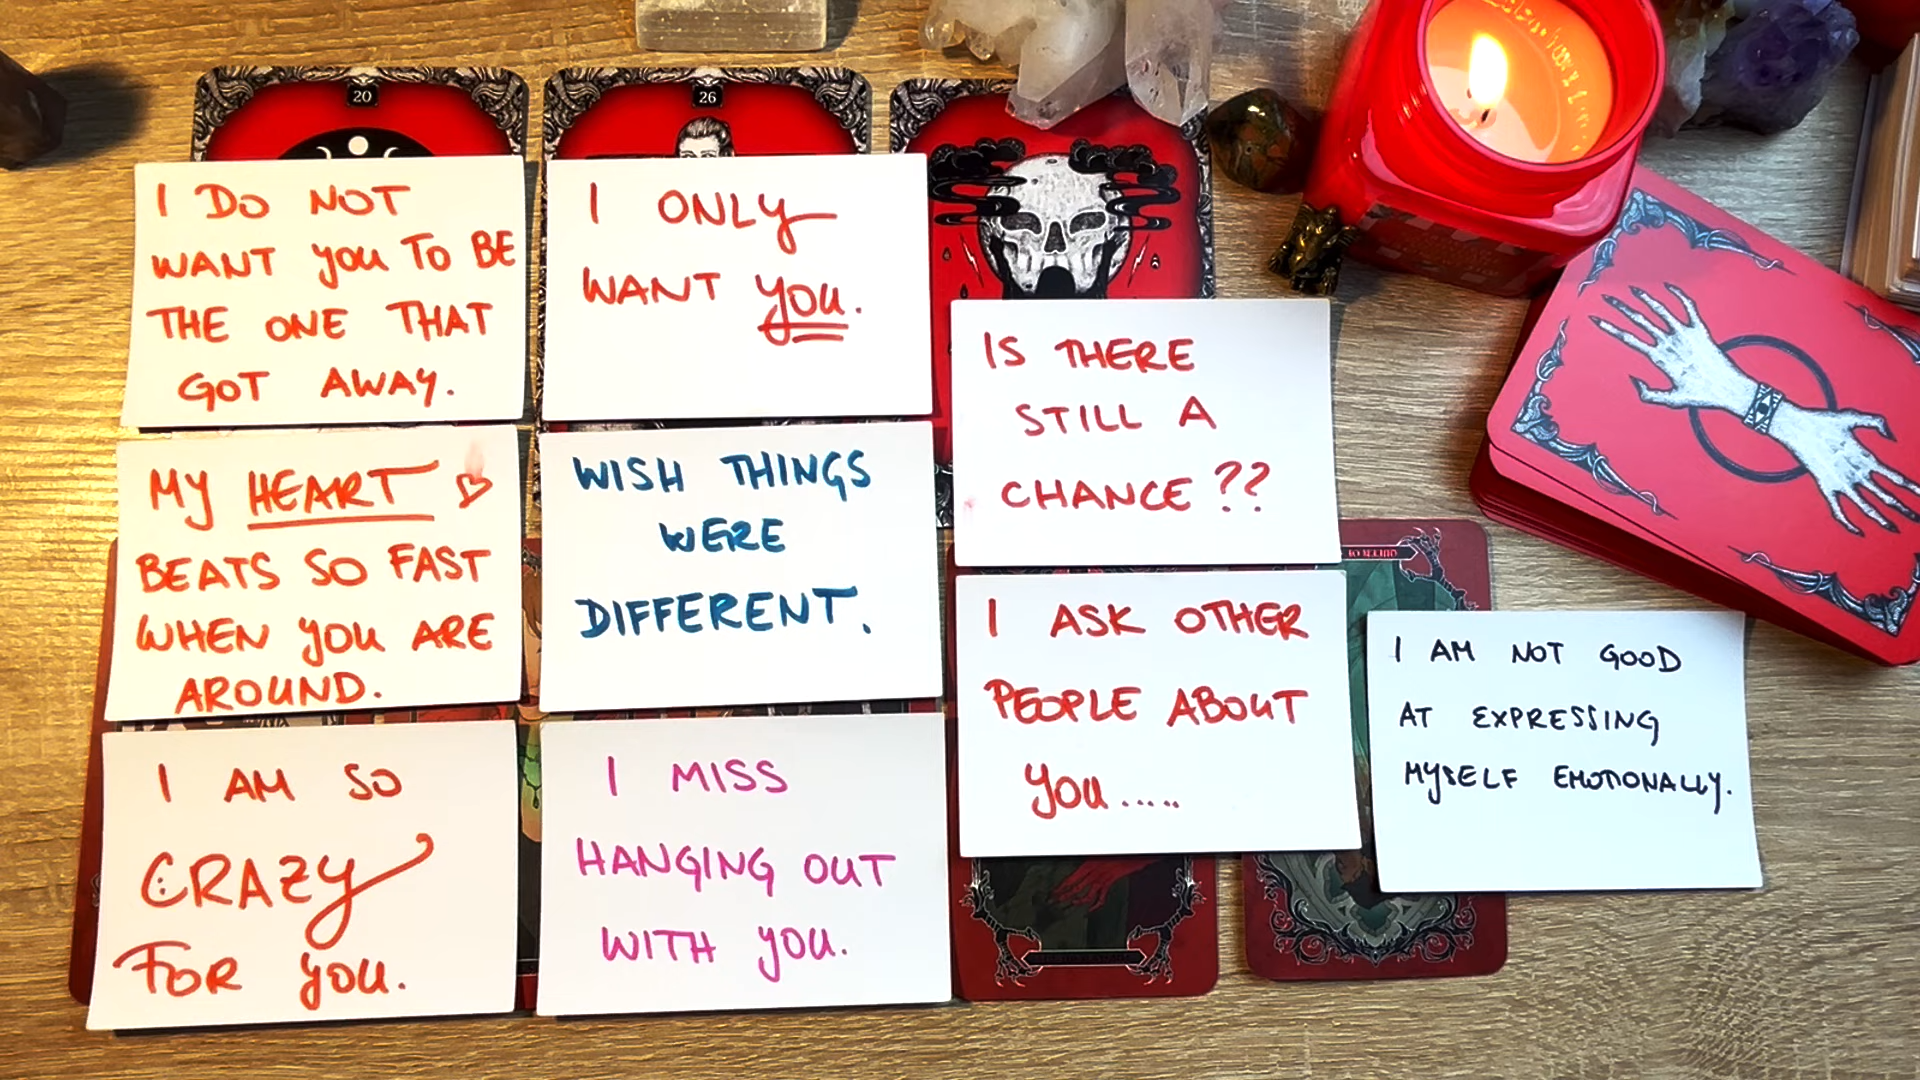 20
26
I DO NOT
WANT YOU TO BE
THE ONE THAT
GOT AWAY.
I ONLY
WANT YOU.
IS THERE
STILL A
CHANCE??
MY HEART
BEATS SO FAST
WHEN YOU ARE
AROUND.
WISH THINGS
WERE
DIFFERENT.
I ASK OTHER
PEOPLE ABOUT
YOU.....
I AM NOT GOOD
AT EXPRESSING
MYSELF EMOTIONALLY.
I AM SO
CRAZY
FOR YOU.
I MISS
HANGING OUT
WITH YOU.
QUEEN OF